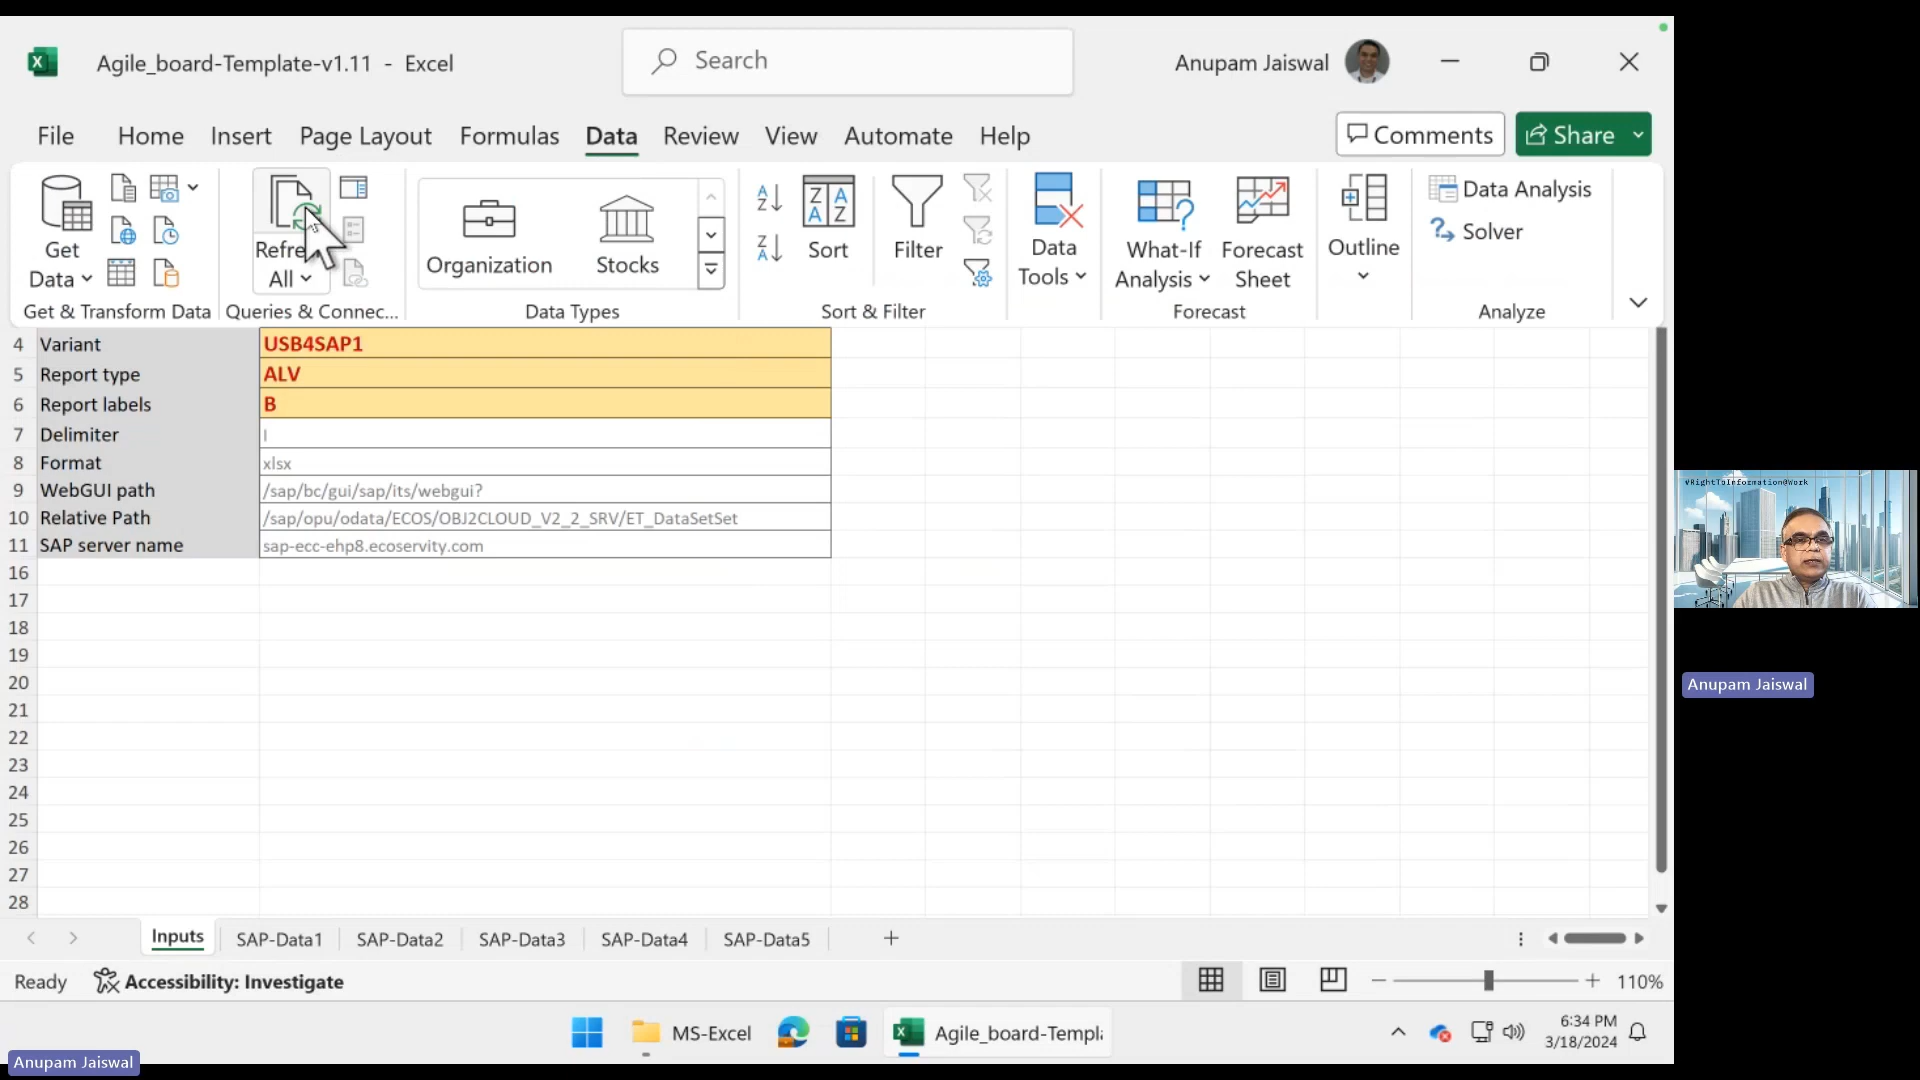 Agile_board-Template-v1.11 - Excel
Search
Anupam Jaiswal
File Home Insert Page Layout Formulas Data Review View Automate Help
Comments
Share
Get Data
Refre All
Organization
Stocks
Sort
Filter
Data Tools
What-If Analysis
Forecast Sheet
Outline
Data Analysis
Solver
Get & Transform Data
Queries & Connec...
Data Types
Sort & Filter
Forecast
Analyze
4 Variant USB4SAP1
5 Report type ALV
6 Report labels B
7 Delimiter |
8 Format xlsx
9 WebGUI path /sap/bc/gui/sap/its/webgui?
10 Relative Path /sap/opu/odata/ECOS/OBJ2CLOUD_V2_2_SRV/ET_DataSetSet
11 SAP server name sap-ecc-ehp8.ecoservity.com
16
17
18
19
20
21
22
23
24
25
26
27
28
Inputs SAP-Data1 SAP-Data2 SAP-Data3 SAP-Data4 SAP-Data5
Ready Accessibility: Investigate
110%
MS-Excel
Agile_board-Templa
6:34 PM
3/18/2024
#RightToInformation@Work
Anupam Jaiswal
Anupam Jaiswal